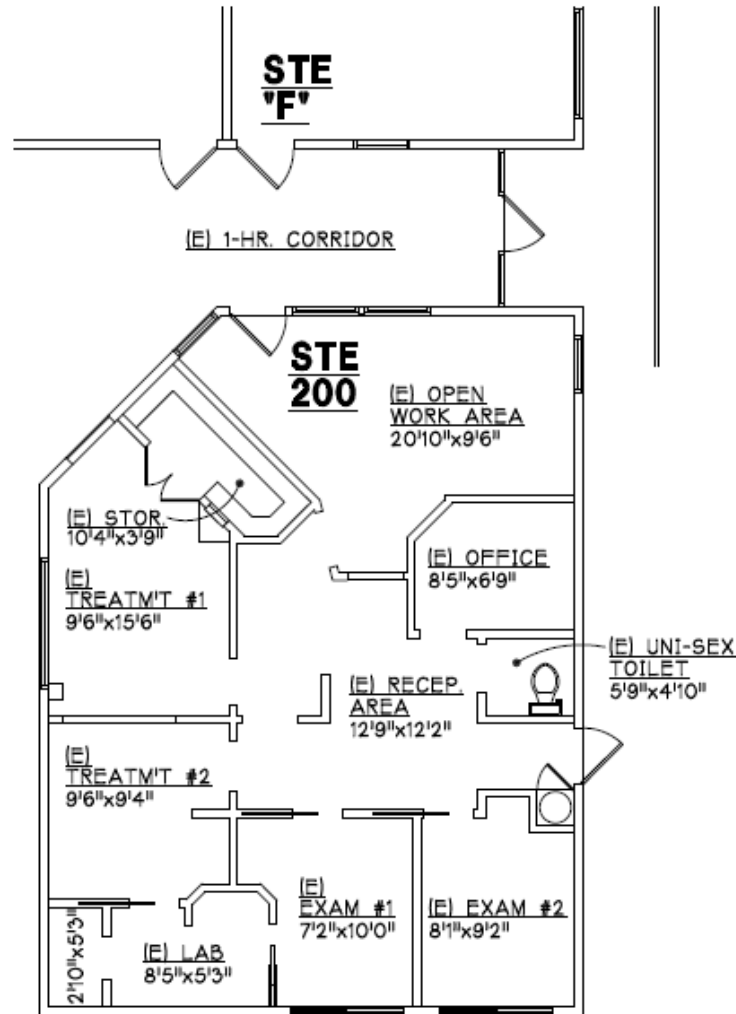 STE
"F"
(E) 1-HR. CORRIDOR
STE
200
(E) OPEN
WORK AREA
20'10"x9'6"
(E) STOR.
10'4"x3'9"
(E) OFFICE
8'5"x6'9"
(E)
TREATM'T #1
9'6"x15'6"
(E) UNI-SEX
TOILET
5'9"x4'10"
(E) RECEP.
AREA
12'9"x12'2"
(E)
TREATM'T #2
9'6"x9'4"
(E)
EXAM #1
7'2"x10'0"
(E) EXAM #2
8'1"x9'2"
(E) LAB
8'5"x5'3"
2'10"x5'3"